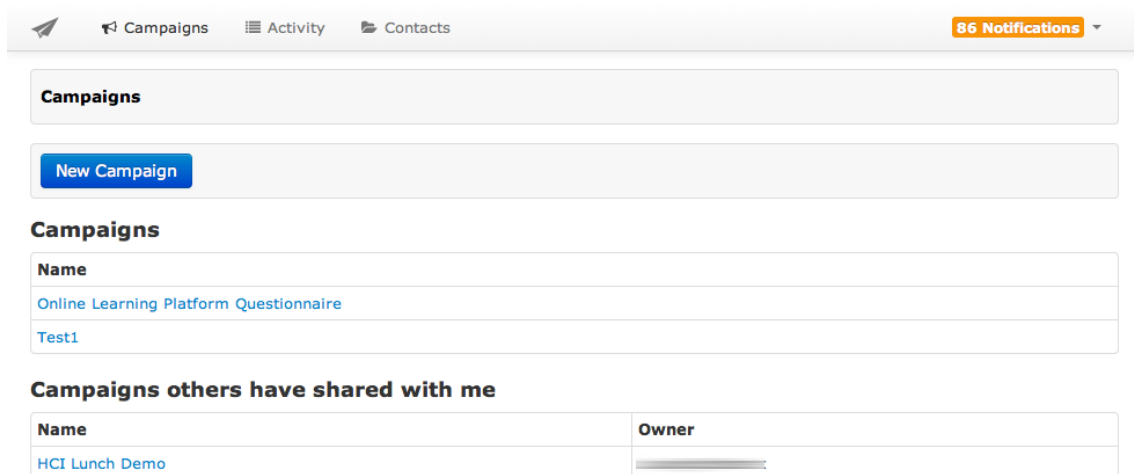 Campaigns Activity Contacts 86 Notifications
Campaigns
New Campaign
Campaigns
Name
Online Learning Platform Questionnaire
Test1
Campaigns others have shared with me
Name Owner
HCI Lunch Demo